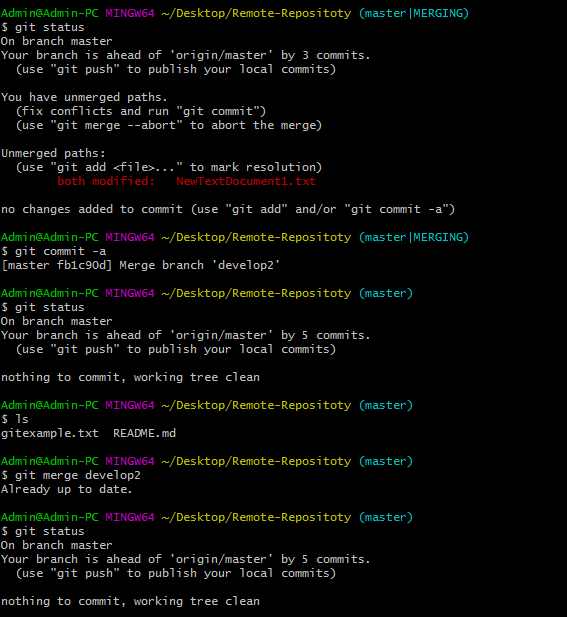 Admin@Admin-PC MINGW64 ~/Desktop/Remote-Repositoty (master|MERGING)
$ git status
On branch master
Your branch is ahead of 'origin/master' by 3 commits.
  (use "git push" to publish your local commits)

You have unmerged paths.
  (fix conflicts and run "git commit")
  (use "git merge --abort" to abort the merge)

Unmerged paths:
  (use "git add <file>..." to mark resolution)
        both modified:   NewTextDocument1.txt

no changes added to commit (use "git add" and/or "git commit -a")

Admin@Admin-PC MINGW64 ~/Desktop/Remote-Repositoty (master|MERGING)
$ git commit -a
[master fb1c90d] Merge branch 'develop2'

Admin@Admin-PC MINGW64 ~/Desktop/Remote-Repositoty (master)
$ git status
On branch master
Your branch is ahead of 'origin/master' by 5 commits.
  (use "git push" to publish your local commits)

nothing to commit, working tree clean

Admin@Admin-PC MINGW64 ~/Desktop/Remote-Repositoty (master)
$ ls
gitexample.txt  README.md

Admin@Admin-PC MINGW64 ~/Desktop/Remote-Repositoty (master)
$ git merge develop2
Already up to date.

Admin@Admin-PC MINGW64 ~/Desktop/Remote-Repositoty (master)
$ git status
On branch master
Your branch is ahead of 'origin/master' by 5 commits.
  (use "git push" to publish your local commits)

nothing to commit, working tree clean